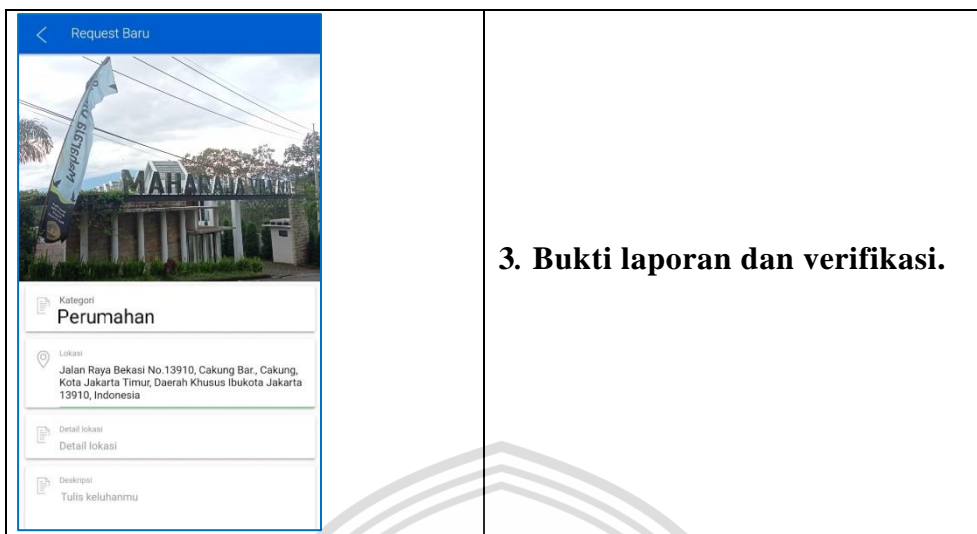 Request Baru
MAHARAJA
Kategori
Perumahan
Lokasi
Jalan Raya Bekasi No.13910, Cakung Bar., Cakung,
Kota Jakarta Timur, Daerah Khusus Ibukota Jakarta
13910, Indonesia
Detail lokasi
Detail lokasi
Deskripsi
Tulis keluhanmu
3. Bukti laporan dan verifikasi.